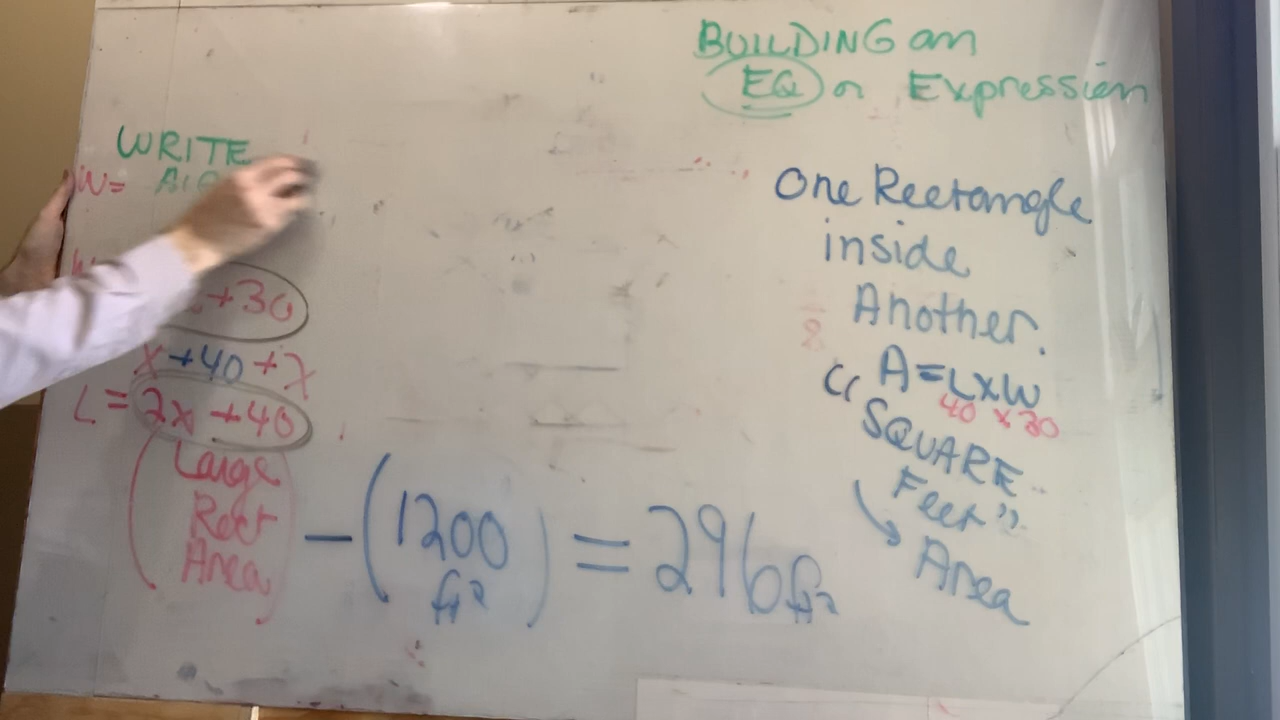 BUILDING an
EQ or Expression
WRITE
W=
+30
x+40+x
L=2x+40
Large
Rect
Area
-(1200
ft²) = 296 ft²
One Rectangle
inside
Another.
A=LxW
40 x 30
"SQUARE
Feet"
Area